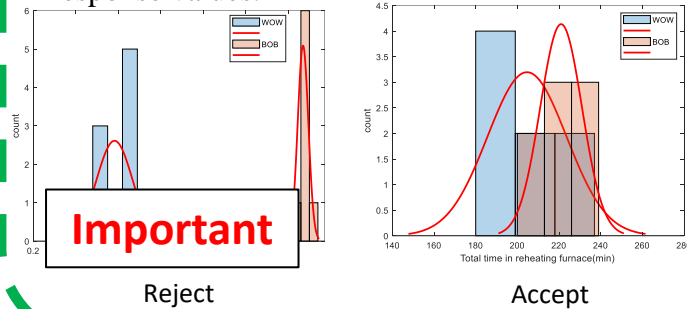 6
5
4
3
2
1
0
count
0.2
WOW
BOB
Important
Reject
4.5
4
3.5
3
2.5
2
1.5
1
0.5
0
count
WOW
BOB
140 160 180 200 220 240 260 28
Total time in reheating furnace(min)
Accept